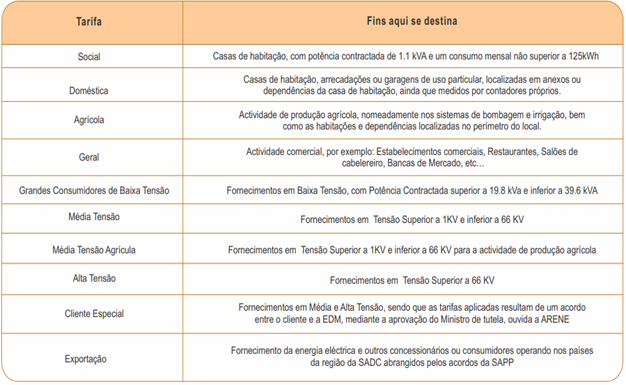 Tarifa
Fins aqui se destina
Social
Casas de habitação, com potência contractada de 1.1 kVA e um consumo mensal não superior a 125kWh
Doméstica
Casas de habitação, arrecadações ou garagens de uso particular, localizadas em anexos ou
dependências da casa de habitação, ainda que medidos por contadores próprios.
Agrícola
Actividade de produção agrícola, nomeadamente nos sistemas de bombagem e irrigação, bem
como as habitações e dependências localizadas no perímetro do local.
Geral
Actividade comercial, por exemplo: Estabelecimentos comerciais, Restaurantes, Salões de
cabelereiro, Bancas de Mercado, etc...
Grandes Consumidores de Baixa Tensão
Fornecimentos em Baixa Tensão, com Potência Contractada superior a 19.8 kVa e inferior a 39.6 kVA
Média Tensão
Fornecimentos em Tensão Superior a 1KV e inferior a 66 KV
Média Tensão Agrícula
Fornecimentos em Tensão Superior a 1KV e inferior a 66 KV para a actividade de produção agrícola
Alta Tensão
Fornecimentos em Tensão Superior a 66 KV
Cliente Especial
Fornecimentos em Média e Alta Tensão, sendo que as tarifas aplicadas resultam de um acordo
entre o cliente e a EDM, mediante a aprovação do Ministro de tutela, ouvida a ARENE
Exportação
Fornecimento da energia eléctrica e outros concessionários ou consumidores operando nos países
da região da SADC abrangidos pelos acordos da SAPP